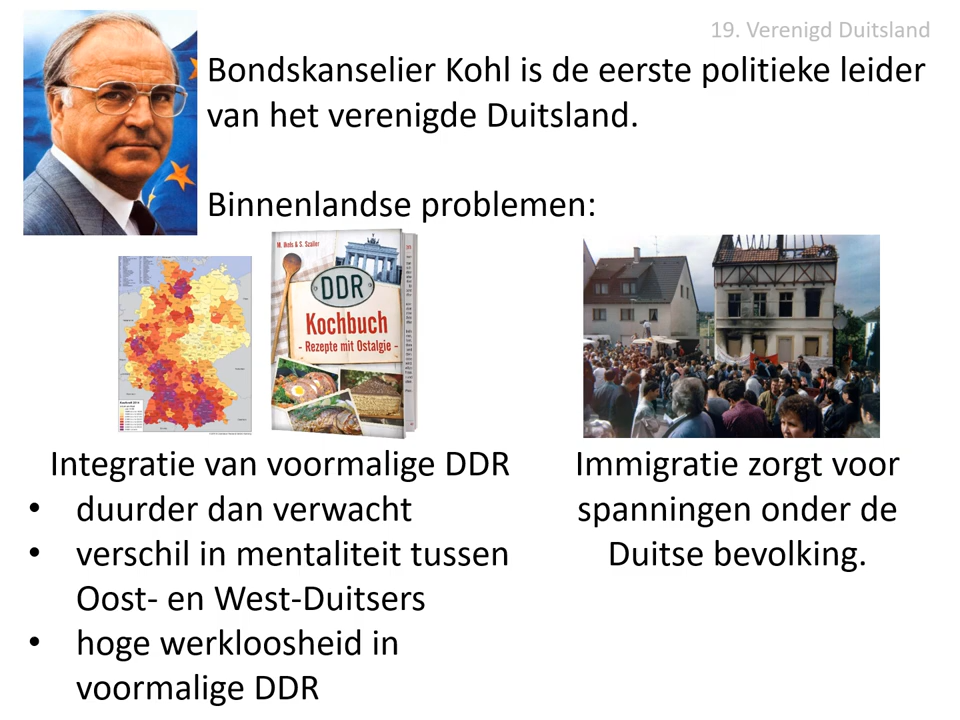 19. Verenigd Duitsland
Bondskanselier Kohl is de eerste politieke leider
van het verenigde Duitsland.
Binnenlandse problemen:
M. Ikels & S. Szaller
DDR
Kochbuch
- Rezepte mit Ostalgie -
Integratie van voormalige DDR
• duurder dan verwacht
• verschil in mentaliteit tussen
Oost- en West-Duitsers
• hoge werkloosheid in
voormalige DDR
Immigratie zorgt voor
spanningen onder de
Duitse bevolking.